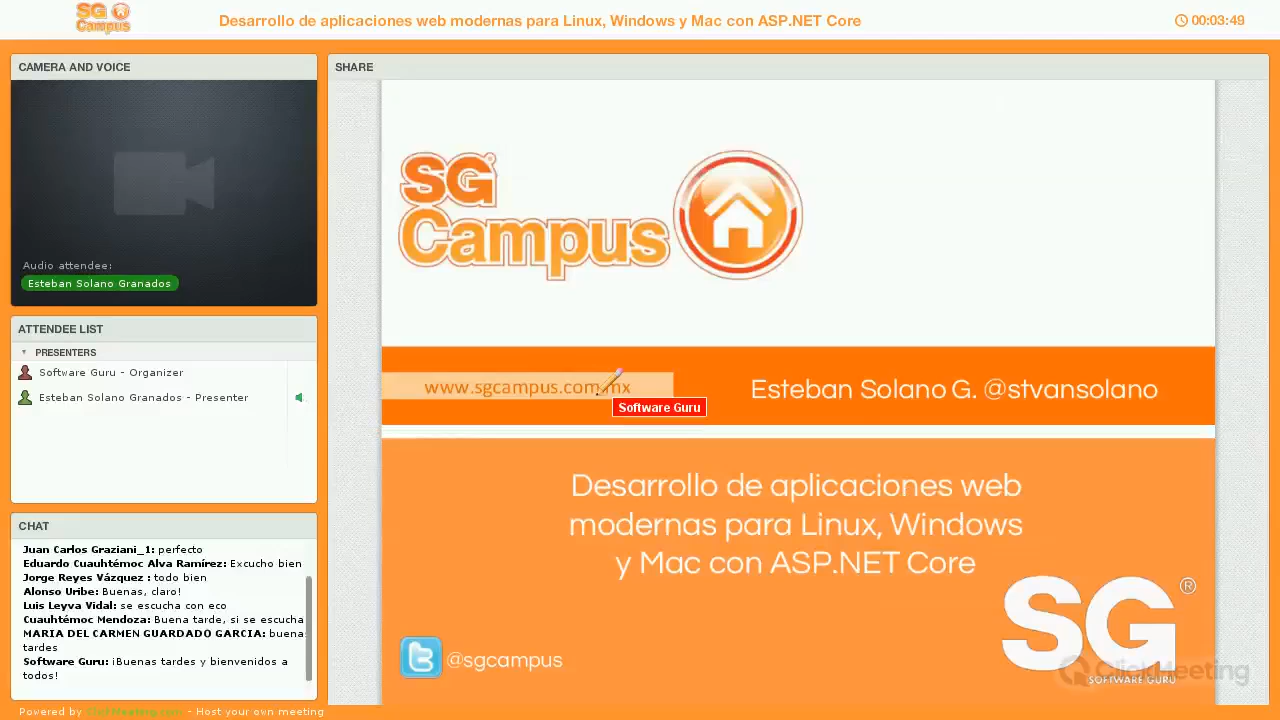 SG Campus
Desarrollo de aplicaciones web modernas para Linux, Windows y Mac con ASP.NET Core
00:03:49
CAMERA AND VOICE
Audio attendee:
Esteban Solano Granados
ATTENDEE LIST
PRESENTERS
Software Guru - Organizer
Esteban Solano Granados - Presenter
CHAT
Juan Carlos Graziani_1: perfecto
Eduardo Cuauhtémoc Alva Ramírez: Excucho bien
Jorge Reyes Vázquez : todo bien
Alonso Uribe: Buenas, claro!
Luis Leyva Vidal: se escucha con eco
Cuauhtémoc Mendoza: Buena tarde, si se escucha
MARIA DEL CARMEN GUARDADO GARCIA: buena
tardes
Software Guru: ¡Buenas tardes y bienvenidos a
todos!
Powered by ClickMeeting.com - Host your own meeting
SHARE
SG
Campus
www.sgcampus.com.mx
Software Guru
Esteban Solano G. @stvansolano
Desarrollo de aplicaciones web
modernas para Linux, Windows
y Mac con ASP.NET Core
@sgcampus
SG ®
SOFTWARE GURU
ClickMeeting